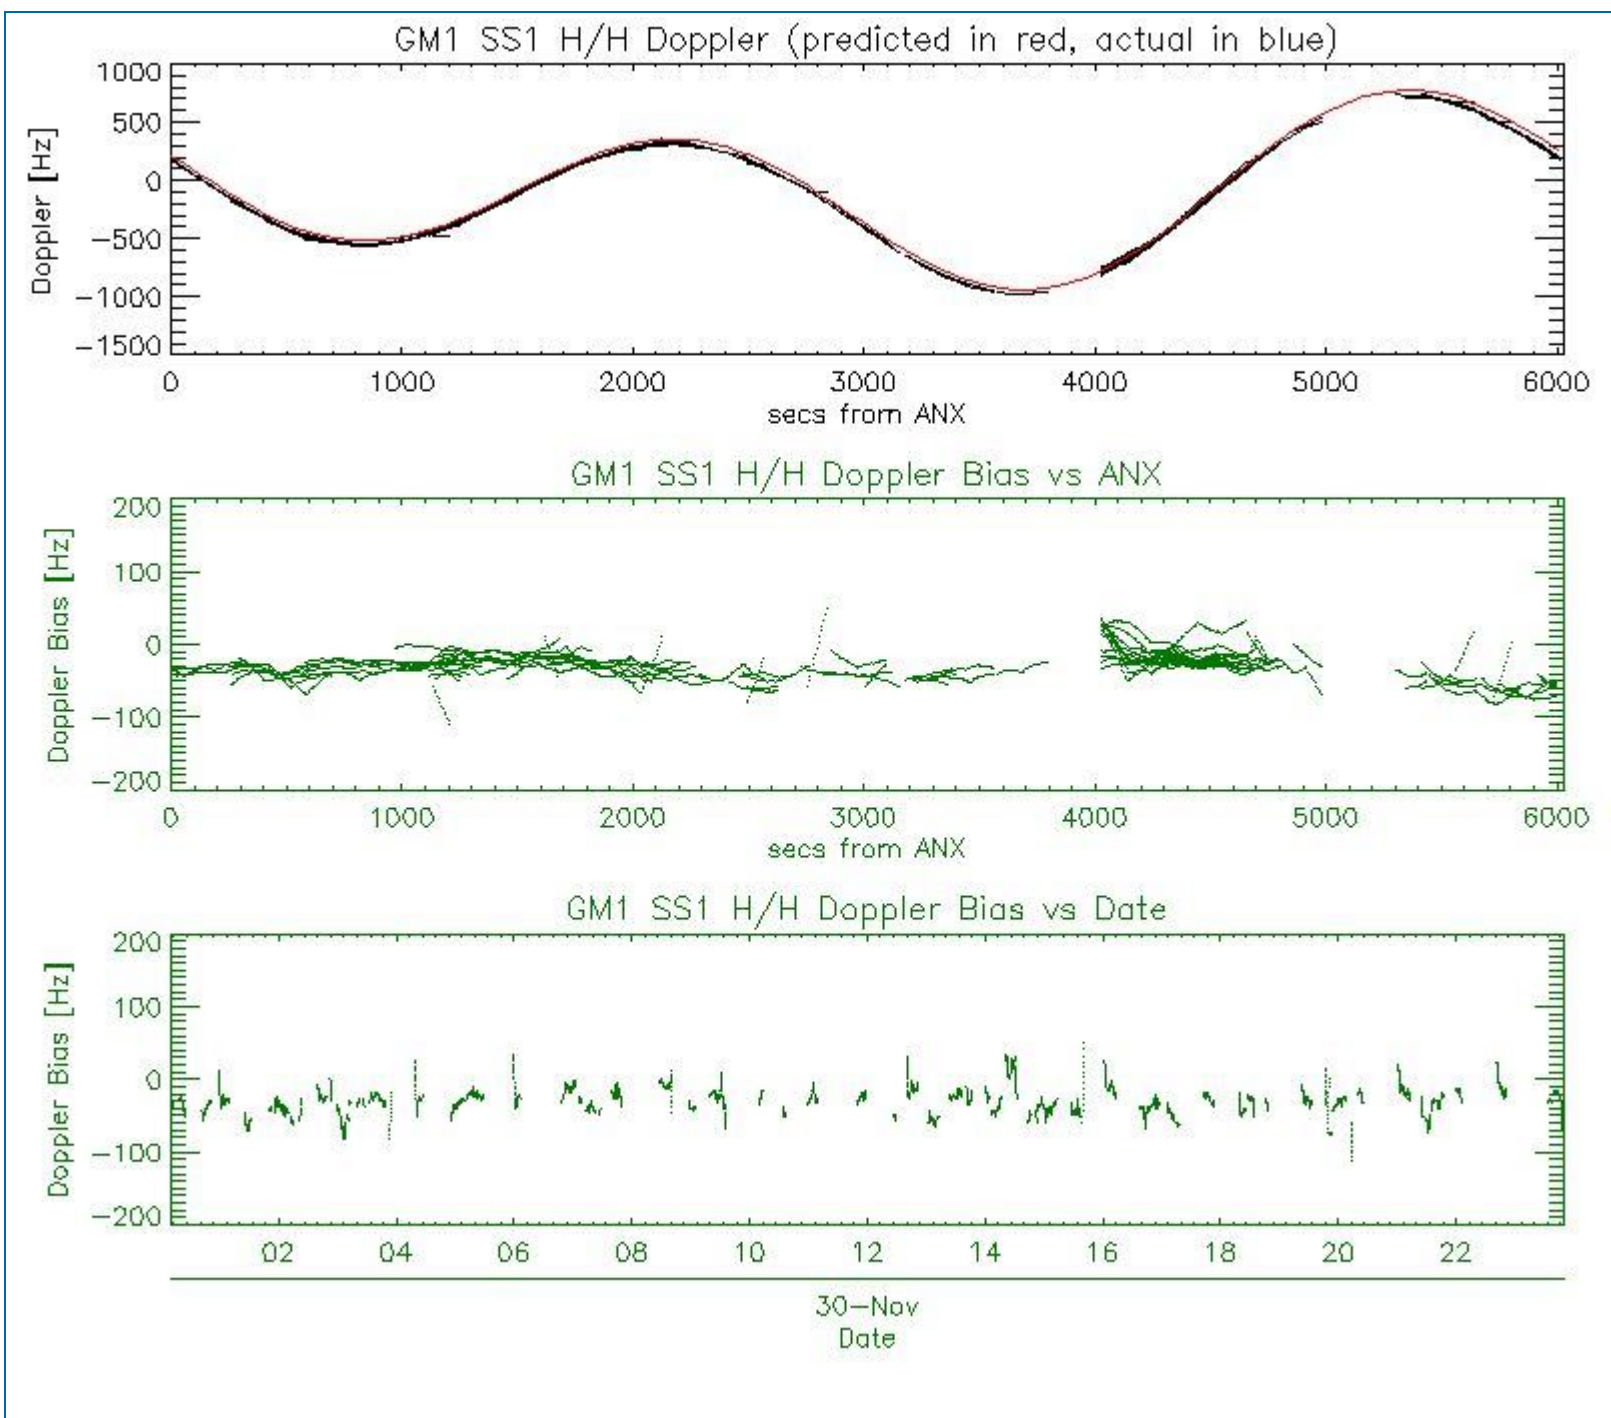 GM1 SS1 H/H Doppler (predicted in red, actual in blue)
1000
500
0
-500
-1000
-1500
Doppler [Hz]
0 1000 2000 3000 4000 5000 6000
secs from ANX
GM1 SS1 H/H Doppler Bias vs ANX
200
100
0
-100
-200
Doppler Bias [Hz]
0 1000 2000 3000 4000 5000 6000
secs from ANX
GM1 SS1 H/H Doppler Bias vs Date
200
100
0
-100
-200
Doppler Bias [Hz]
02 04 06 08 10 12 14 16 18 20 22
30-Nov
Date